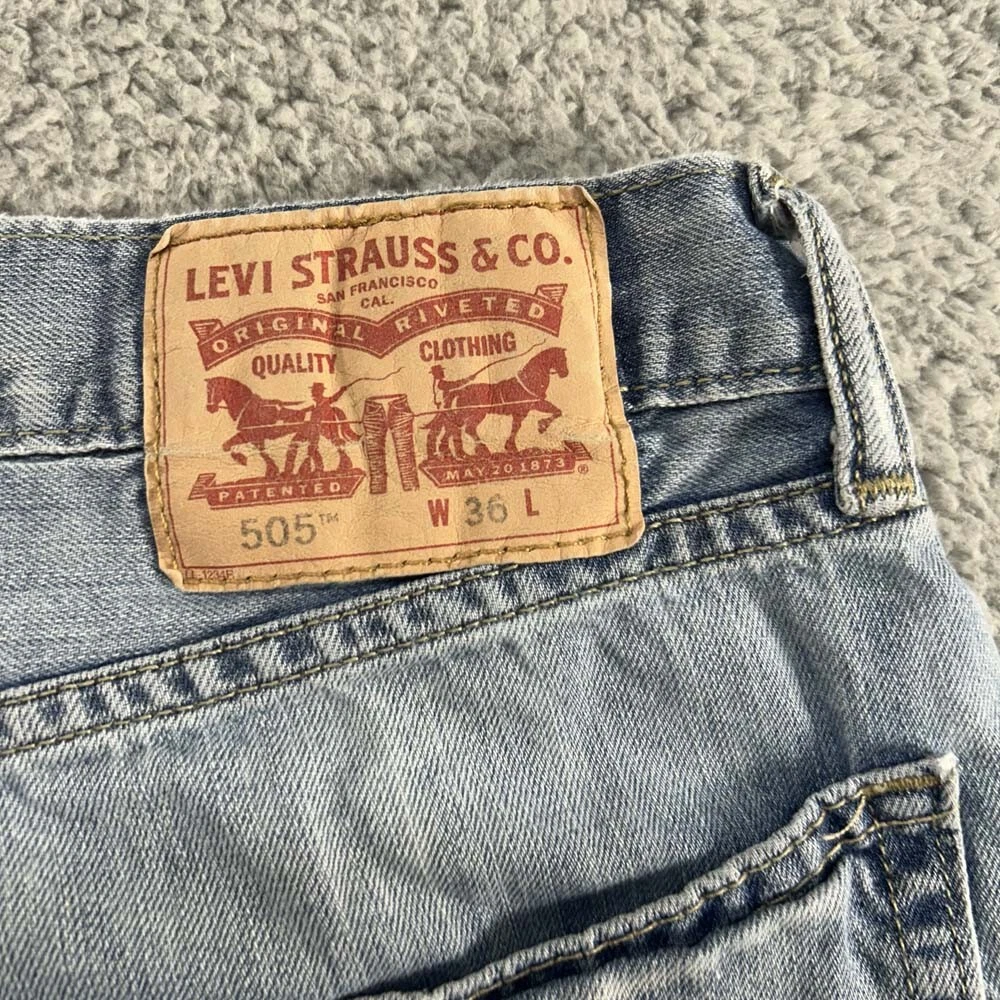 LEVI STRAUSS & CO.
SAN FRANCISCO
CAL.
ORIGINAL RIVETED
QUALITY CLOTHING
PATENTED MAY 20 1873 ®
505™ W 36 L